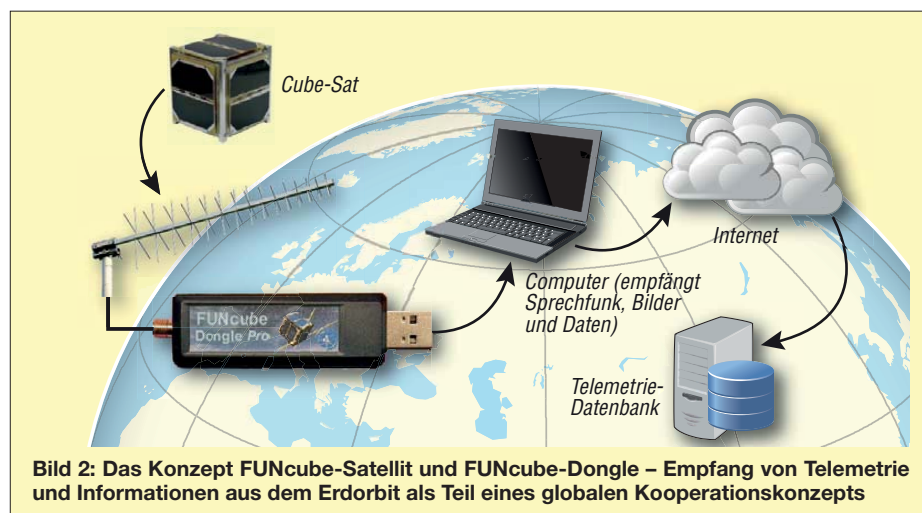 Cube-Sat
FUNcube
Dongle Pro
Computer (empfängt
Sprechfunk, Bilder
und Daten)
Internet
Telemetrie-
Datenbank
Bild 2: Das Konzept FUNcube-Satellit und FUNcube-Dongle – Empfang von Telemetrie
und Informationen aus dem Erdorbit als Teil eines globalen Kooperationskonzepts